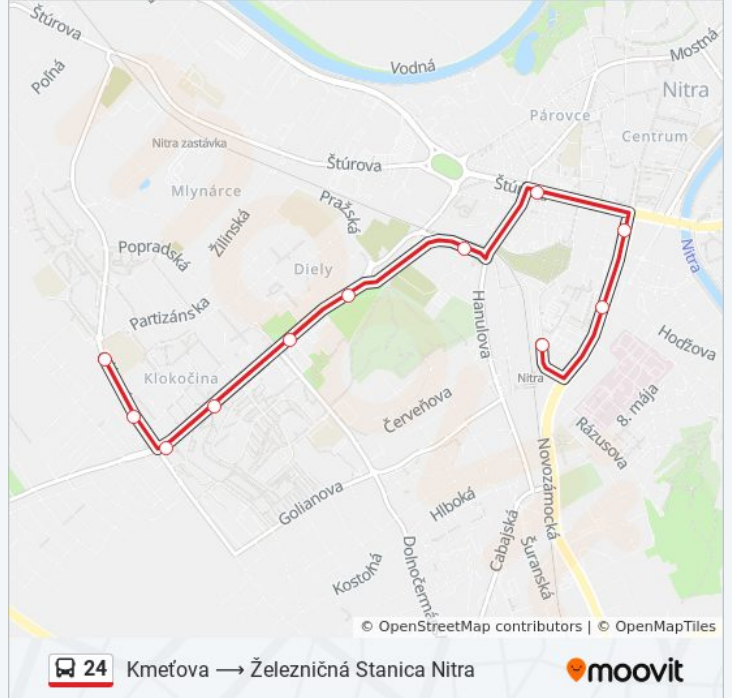 Štúrova
Vodná
Mostná
Poľná
Nitra
Párovce
Centrum
Nitra zastávka
Štúrova
Mlynárce
Pražská
Žilinská
Popradská
Diely
Nitra
Partizánska
Hanulova
Hodžova
Klokočina
Nitra
Červeňova
8. mája
Rázusova
Novozámocká
Golianova
Hlboká
Cabajská
Šuranská
Dolnočerm
Kostoľná
© OpenStreetMap contributors | © OpenMapTiles
24 Kmeťova → Železničná Stanica Nitra
moovit